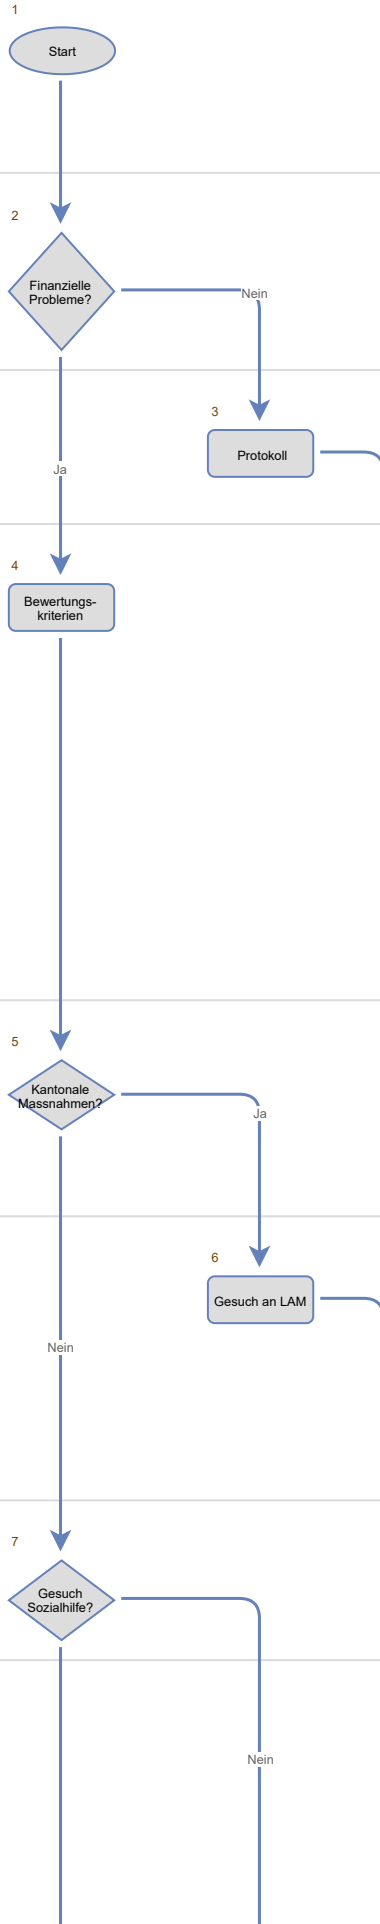 1
Start
2
Finanzielle
Probleme?
Nein
3
Protokoll
Ja
4
Bewertungs-
kriterien
5
Kantonale
Massnahmen?
Ja
6
Gesuch an LAM
Nein
7
Gesuch
Sozialhilfe?
Nein